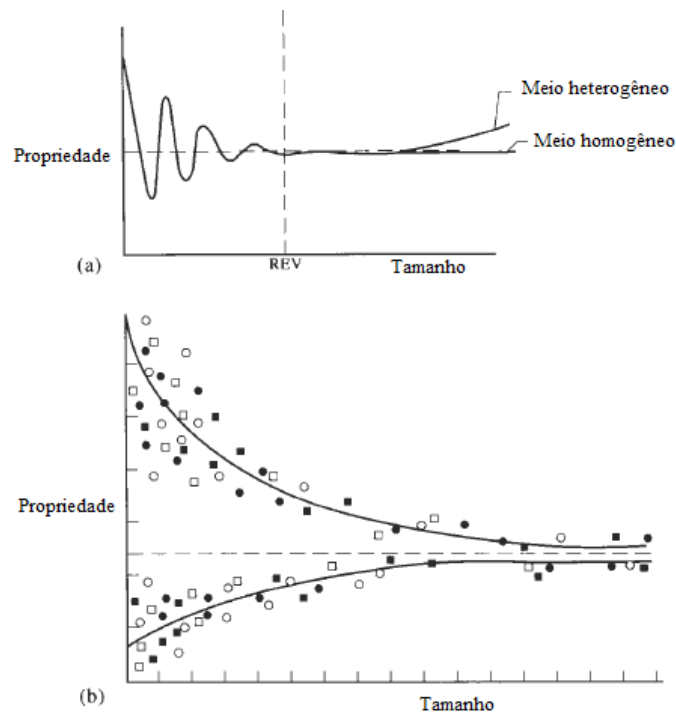 Meio heterogêneo
Meio homogêneo
Propriedade
REV
Tamanho
(a)
Propriedade
(b)
Tamanho